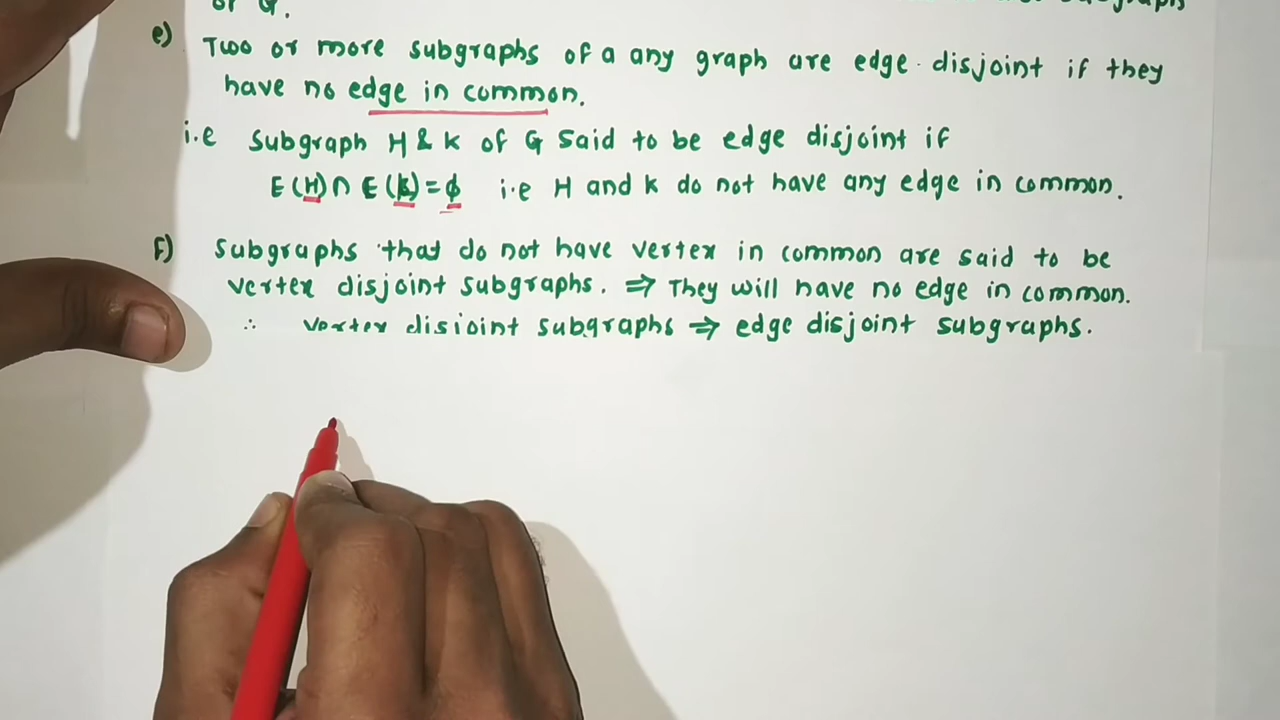 of G.
e) Two or more subgraphs of a any graph are edge disjoint if they
have no edge in common.
i.e Subgraph H & K of G Said to be edge disjoint if
E(H)∩ E(K)=ϕ i.e H and K do not have any edge in common.
F) Subgraphs that do not have vertex in common are said to be
vertex disjoint subgraphs. ⇒ They will have no edge in common.
∴ vertex disjoint subgraphs ⇒ edge disjoint subgraphs.